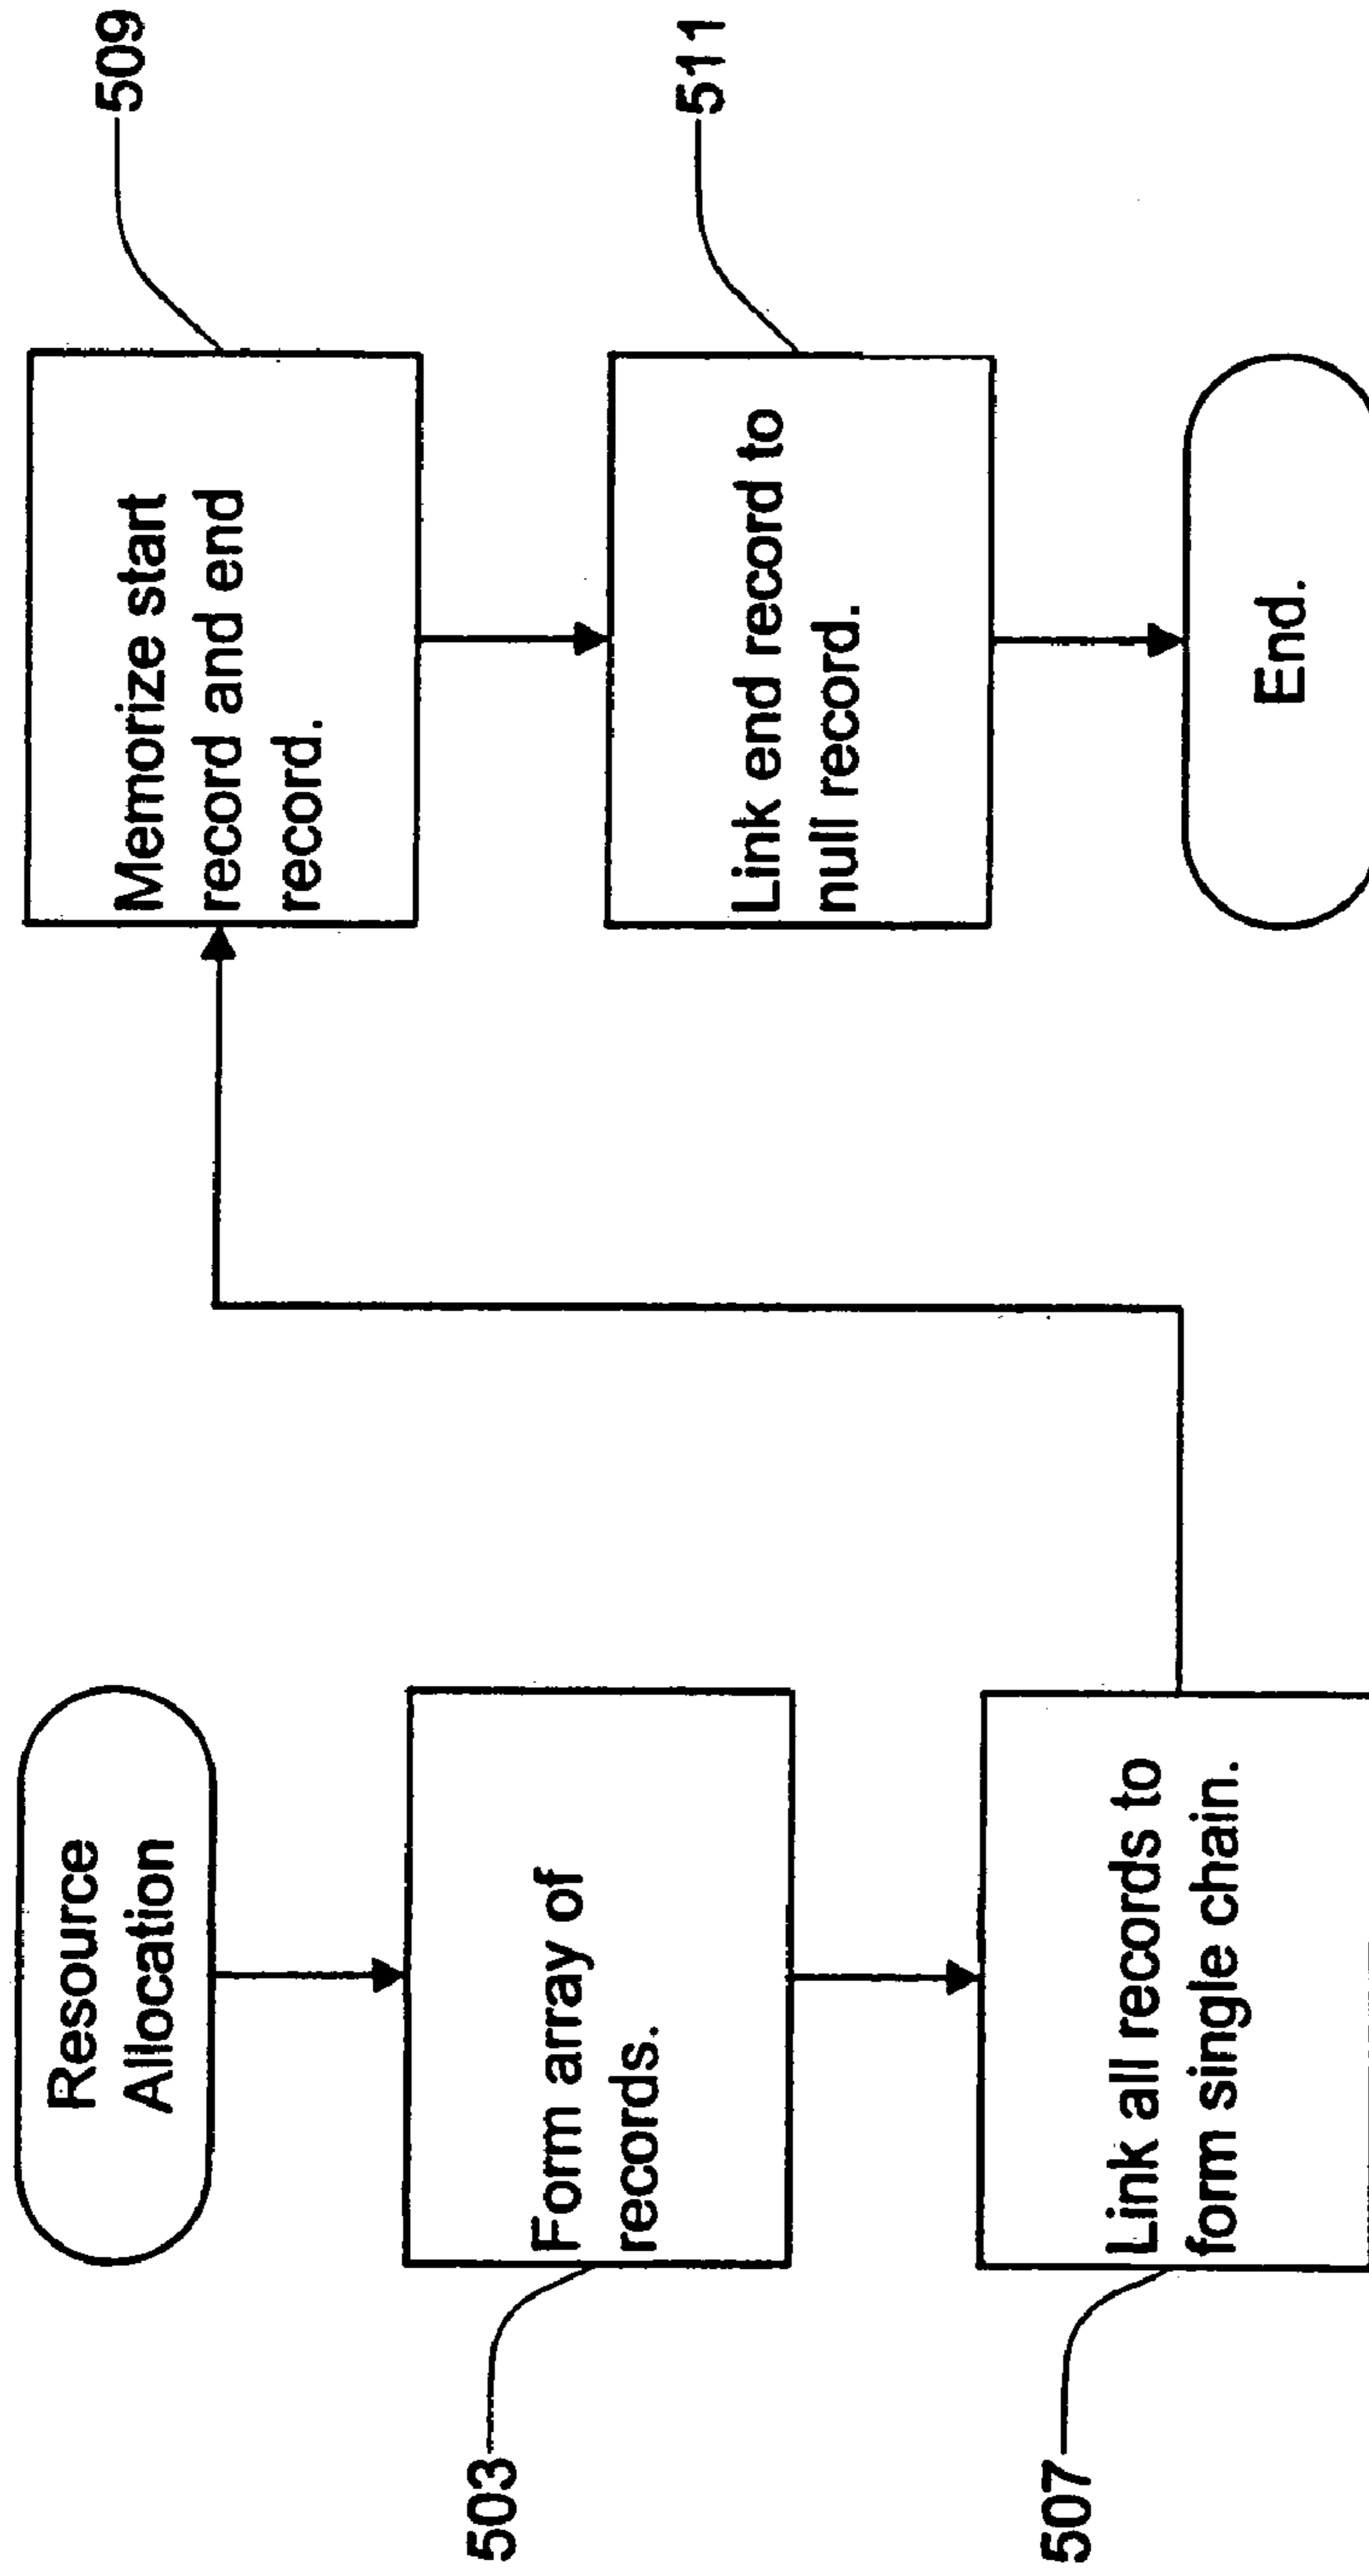 Resource
Allocation
503
Form array of
records.
507
Link all records to
form single chain.
509
Memorize start
record and end
record.
511
Link end record to
null record.
End.